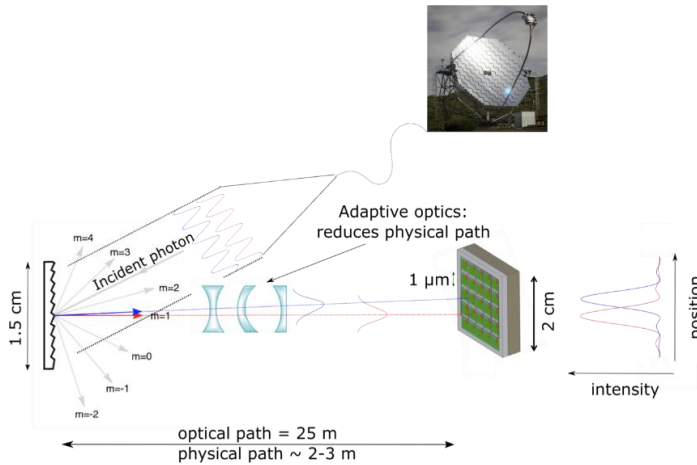 Adaptive optics:
reduces physical path
Incident photon
m=4
m=3
m=2
m=1
m=0
m=-1
m=-2
1.5 cm
1 μm
2 cm
position
intensity
optical path = 25 m
physical path ~ 2-3 m